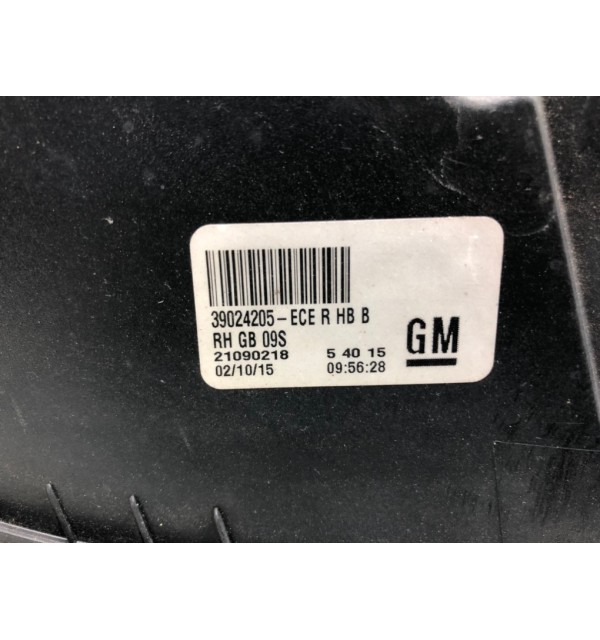 39024205-ECE R HB B
RH GB 09S
21090218 5 40 15
02/10/15 09:56:28
GM